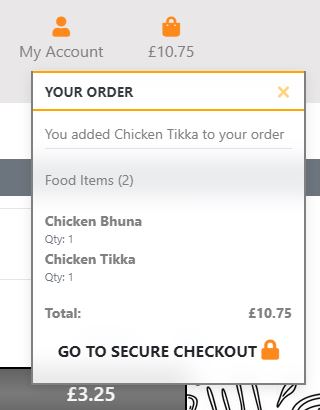 My Account £10.75
YOUR ORDER
You added Chicken Tikka to your order
Food Items (2)
Chicken Bhuna
Qty: 1
Chicken Tikka
Qty: 1
Total: £10.75
GO TO SECURE CHECKOUT
£3.25